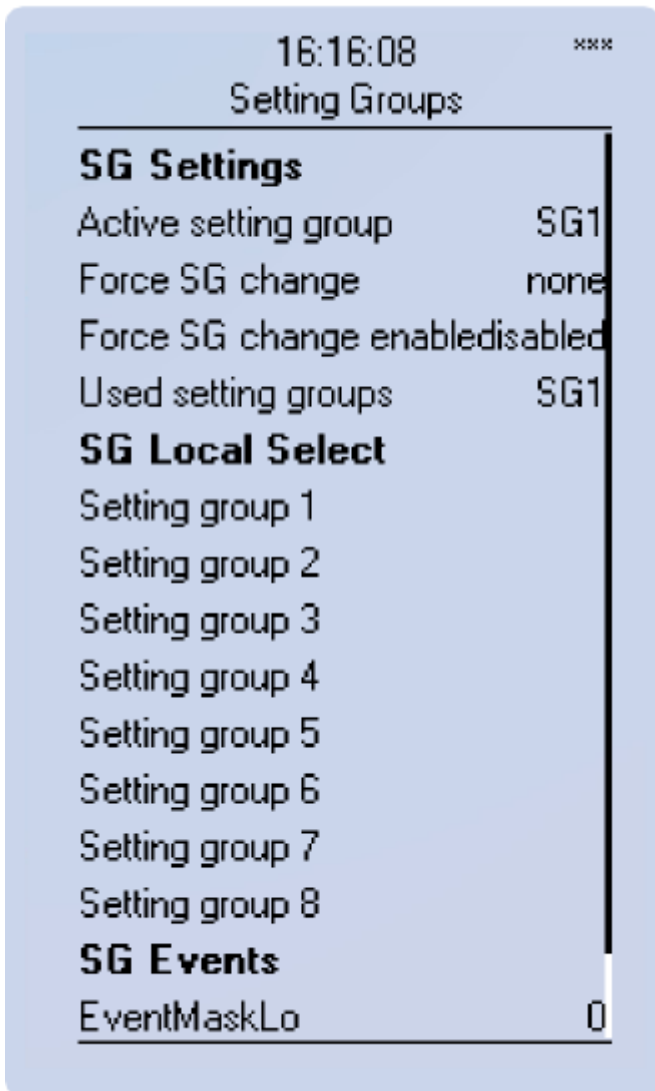 16:16:08 ***
Setting Groups
SG Settings
Active setting group SG1
Force SG change none
Force SG change enabledisabled
Used setting groups SG1
SG Local Select
Setting group 1
Setting group 2
Setting group 3
Setting group 4
Setting group 5
Setting group 6
Setting group 7
Setting group 8
SG Events
EventMaskLo 0